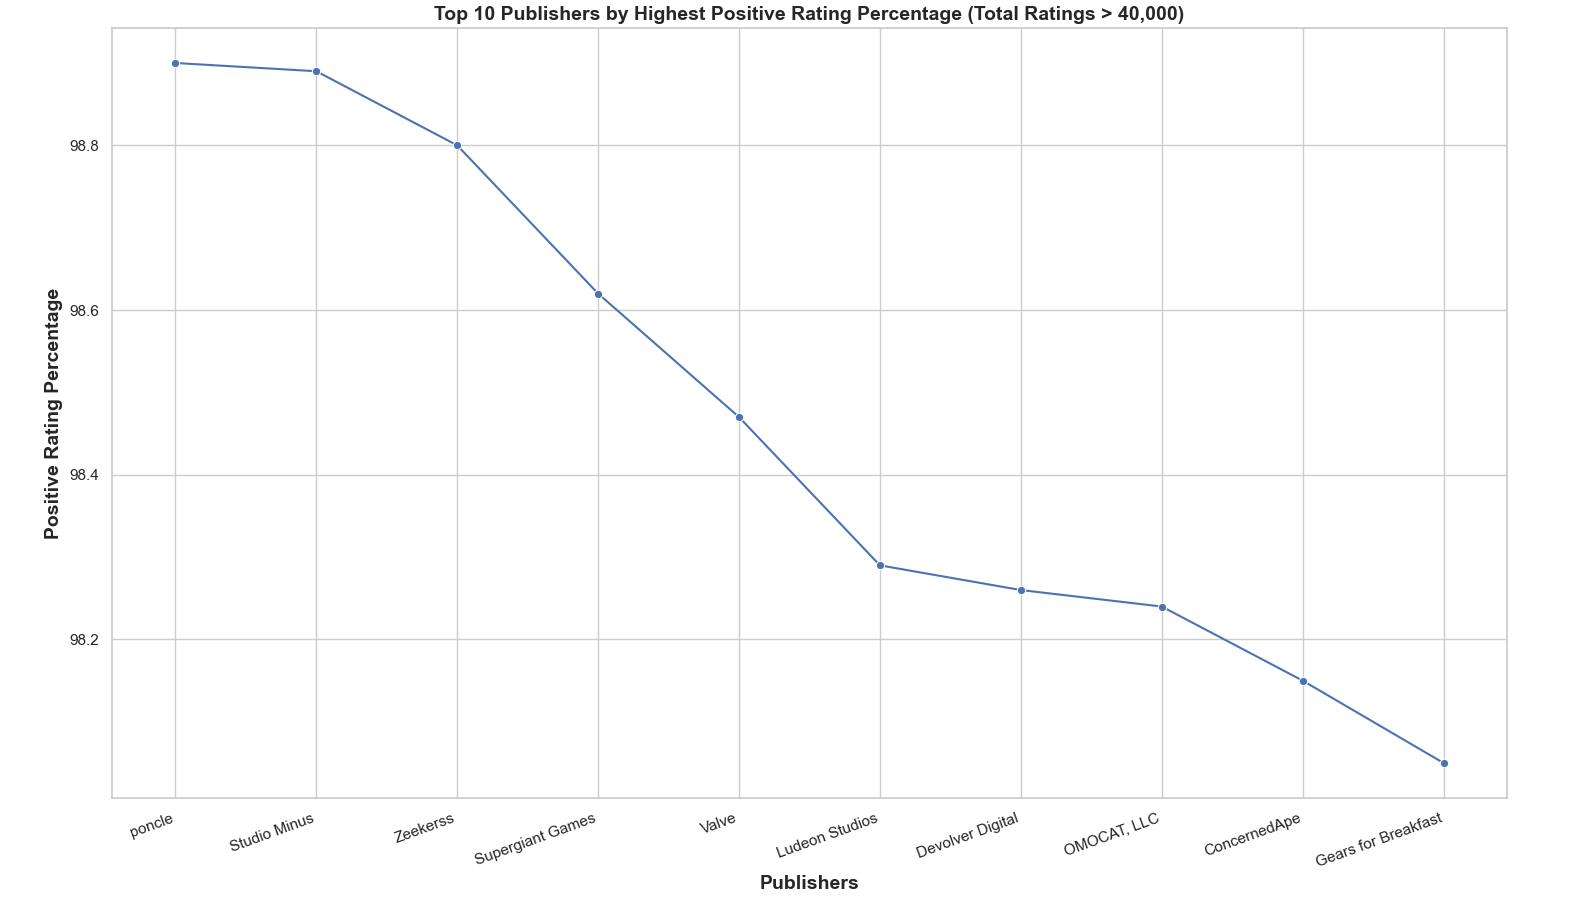 Top 10 Publishers by Highest Positive Rating Percentage (Total Ratings > 40,000)
Positive Rating Percentage
98.8
98.6
98.4
98.2
poncle
Studio Minus
Zeekerss
Supergiant Games
Valve
Ludeon Studios
Devolver Digital
OMOCAT, LLC
ConcernedApe
Gears for Breakfast
Publishers